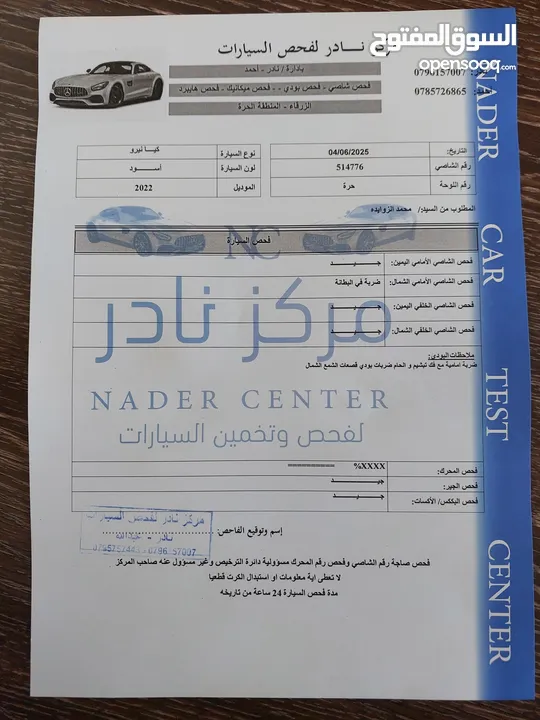 السوق المفتوح
opensooq.com
مركز نادر لفحص السيارات
بادارة / نادر - أحمد
فحص شاصي - فحص بودي - فحص ميكانيك - فحص هايبرد
الزرقاء - المنطقة الحرة
0790157007
0785726865
NADER CAR TEST CENTER
التاريخ: 04/06/2025 نوع السيارة كيا نيرو
رقم الشاصي 514776 لون السيارة أسود
رقم اللوحة حرة الموديل 2022
المطلوب من السيد/ محمد الزوايده
فحص السيارة
NC
فحص الشاصي الأمامي اليمين: جيد
فحص الشاصي الأمامي الشمال: ضربة في البطانة
فحص الشاصي الخلفي اليمين: جيد
فحص الشاصي الخلفي الشمال: جيد
مركز نادر
ملاحظات البودي:
ضربة امامية مع فك تبشيم و الحام ضربات بودي قصعات الشمع الشمال
NADER CENTER
لفحص وتخمين السيارات
فحص المحرك: %XXXX
فحص الجير: جيد
فحص البكس/ الأكسات: جيد
إسم وتوقيع الفاحص:
مركز نادر لفحص السيارات
نادر - عبدالله
فحص صاجة رقم الشاصي وفحص رقم المحرك مسؤولية دائرة الترخيص وغير مسؤول عنه صاحب المركز
لا تعطى أية معلومات او استبدال الكرت قطعيا
مدة فحص السيارة 24 ساعة من تاريخه